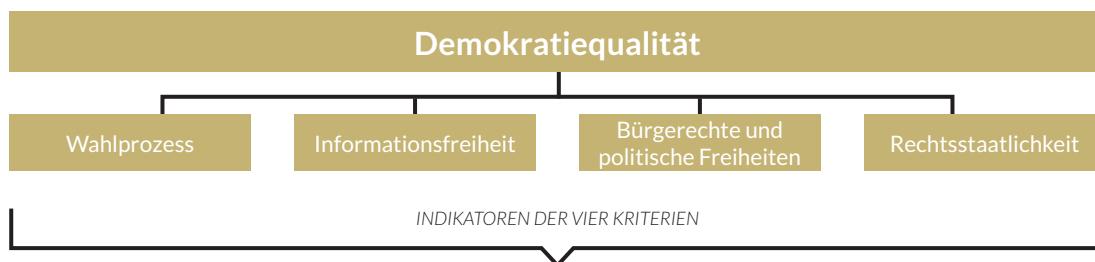 Demokratiequalität
Wahlprozess
Informationsfreiheit
Bürgerechte und
politische Freiheiten
Rechtsstaatlichkeit
INDIKATOREN DER VIER KRITERIEN